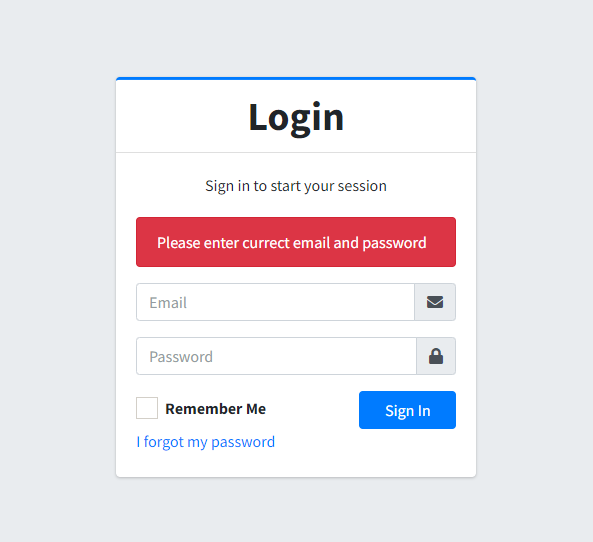 Login
Sign in to start your session
Please enter currect email and password
Email
Password
Remember Me
Sign In
I forgot my password